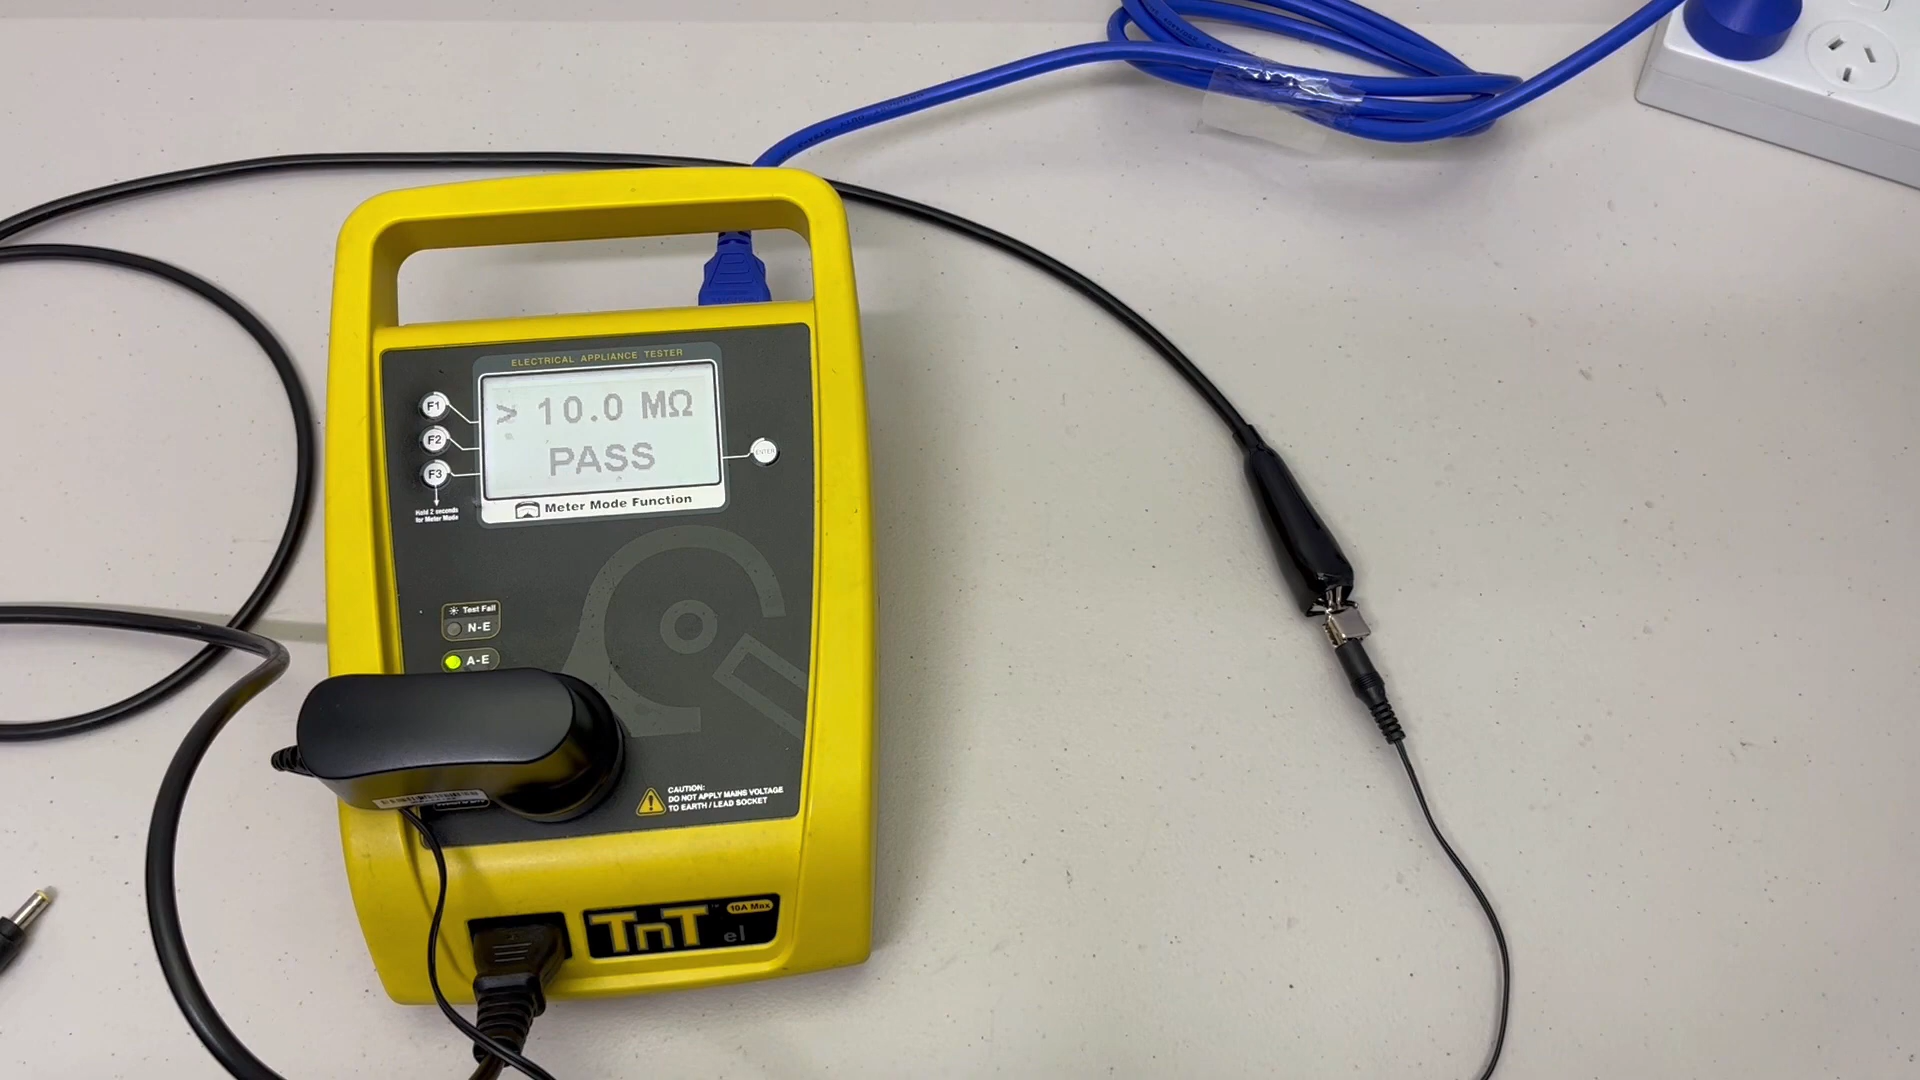 ELECTRICAL APPLIANCE TESTER
> 10.0 MΩ
PASS
F1
F2
F3
ENTER
Hold 2 seconds
for Meter Mode
Meter Mode Function
Test Fail
N-E
A-E
CAUTION:
DO NOT APPLY MAINS VOLTAGE
TO EARTH / LEAD SOCKET
TnT™
el
10A Max